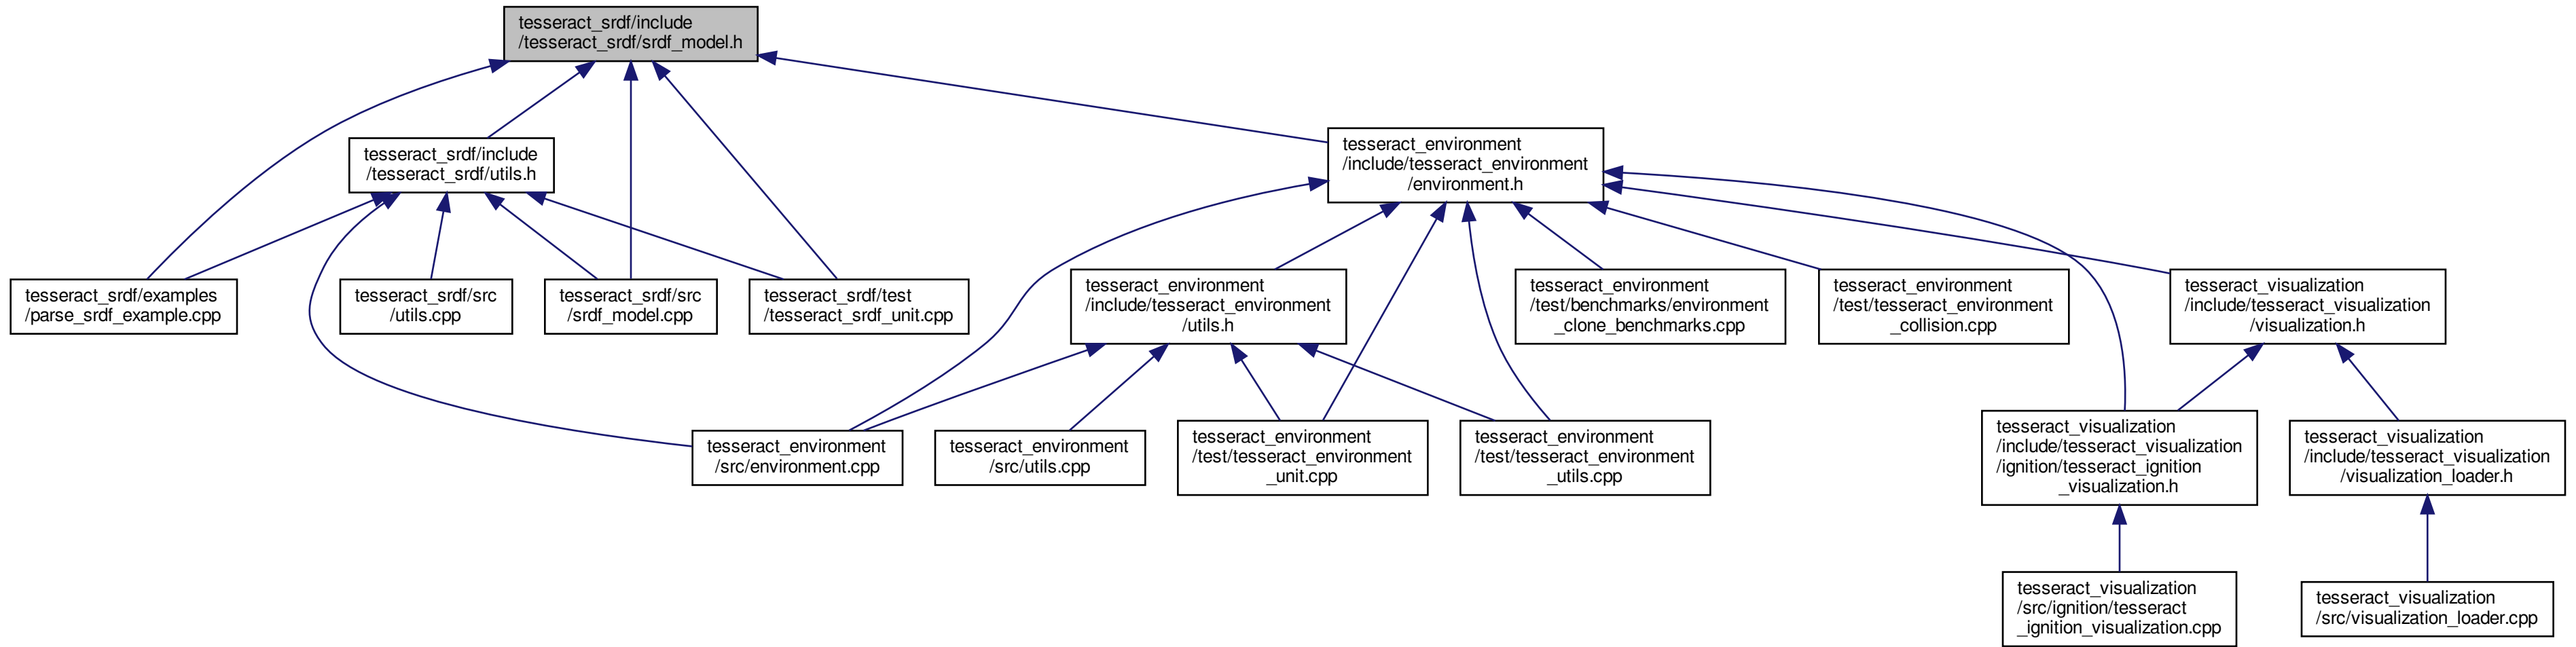 tesseract_srdf/include
/tesseract_srdf/srdf_model.h
tesseract_srdf/include
/tesseract_srdf/utils.h
tesseract_environment
/include/tesseract_environment
/environment.h
tesseract_srdf/examples
/parse_srdf_example.cpp
tesseract_srdf/src
/utils.cpp
tesseract_srdf/src
/srdf_model.cpp
tesseract_srdf/test
/tesseract_srdf_unit.cpp
tesseract_environment
/include/tesseract_environment
/utils.h
tesseract_environment
/test/benchmarks/environment
_clone_benchmarks.cpp
tesseract_environment
/test/tesseract_environment
_collision.cpp
tesseract_visualization
/include/tesseract_visualization
/visualization.h
tesseract_environment
/src/environment.cpp
tesseract_environment
/src/utils.cpp
tesseract_environment
/test/tesseract_environment
_unit.cpp
tesseract_environment
/test/tesseract_environment
_utils.cpp
tesseract_visualization
/include/tesseract_visualization
/ignition/tesseract_ignition
_visualization.h
tesseract_visualization
/include/tesseract_visualization
/visualization_loader.h
tesseract_visualization
/src/ignition/tesseract
_ignition_visualization.cpp
tesseract_visualization
/src/visualization_loader.cpp